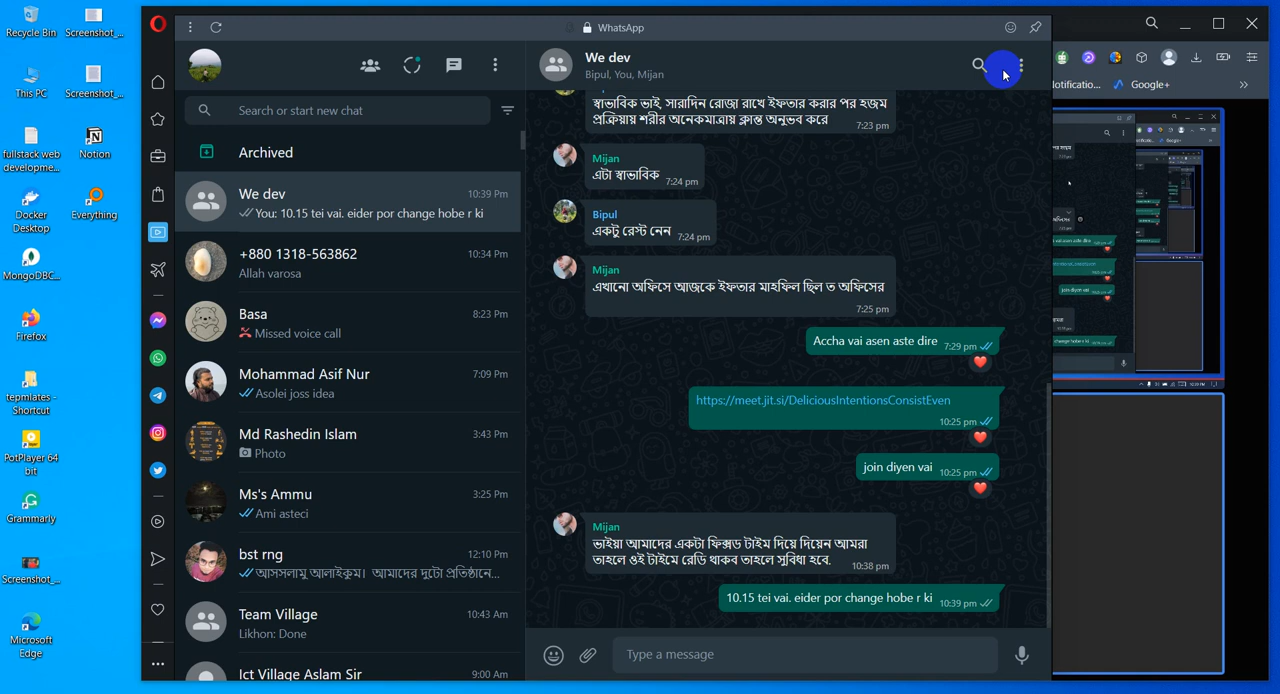 Recycle Bin
Screenshot_...
This PC
Screenshot_...
fullstack web
developme...
Notion
Docker
Desktop
Everything
MongoDBC...
Firefox
tepmlates -
Shortcut
PotPlayer 64
bit
Grammarly
Screenshot_...
Microsoft
Edge
WhatsApp
Search or start new chat
Archived
We dev
10:39 Pm
You: 10.15 tei vai. eider por change hobe r ki
+880 1318-563862
10:34 Pm
Allah varosa
Basa
8:23 Pm
Missed voice call
Mohammad Asif Nur
7:09 Pm
Asolei joss idea
Md Rashedin Islam
3:43 Pm
Photo
Ms's Ammu
3:25 Pm
Ami asteci
bst rng
12:10 Pm
আসসলামু আলাইকুম। আমাদের দুটো প্রতিষ্ঠানে...
Team Village
10:43 Am
Likhon: Done
Ict Village Aslam Sir
9:00 Am
We dev
Bipul, You, Mijan
স্বাভাবিক ভাই, সারাদিন রোজা রাখে ইফতার করার পর হজম
প্রক্রিয়ায় শরীর অনেকমাত্রায় ক্লান্ত অনুভব করে
7:23 pm
Mijan
এটা স্বাভাবিক 7:24 pm
Bipul
একটু রেস্ট নেন 7:24 pm
Mijan
এখানো অফিসে আজকে ইফতার মাহফিল ছিল ত অফিসের
7:25 pm
Accha vai asen aste dire 7:29 pm
https://meet.jit.si/DeliciousIntentionsConsistEven
10:25 pm
join diyen vai 10:25 pm
Mijan
ভাইয়া আমাদের একটা ফিক্সড টাইম দিয়ে দিয়েন আমরা
তাহলে ওই টাইমে রেডি থাকব তাহলে সুবিধা হবে.
10:38 pm
10.15 tei vai. eider por change hobe r ki 10:39 pm
Type a message
lotificatio...
Google+